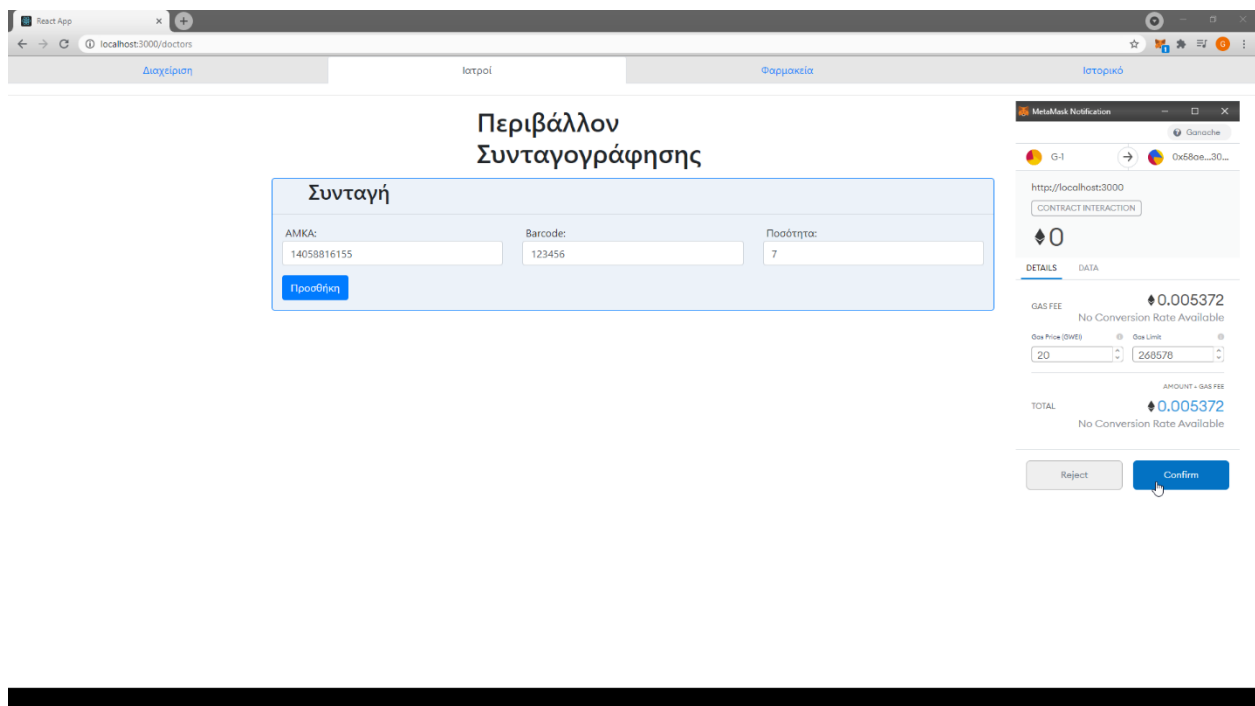 React App
localhost:3000/doctors
Διαχείριση
Ιατροί
Φαρμακεία
Ιστορικό
Περιβάλλον
Συνταγογράφησης
Συνταγή
ΑΜΚΑ:
Barcode:
Ποσότητα:
14058816155
123456
7
Προσθήκη
MetaMask Notification
Ganache
G-1
0x68ae...30...
http://localhost:3000
CONTRACT INTERACTION
0
DETAILS
DATA
GAS FEE
0.005372
No Conversion Rate Available
Gas Price (GWEI)
Gas Limit
20
268578
AMOUNT + GAS FEE
TOTAL
0.005372
No Conversion Rate Available
Reject
Confirm